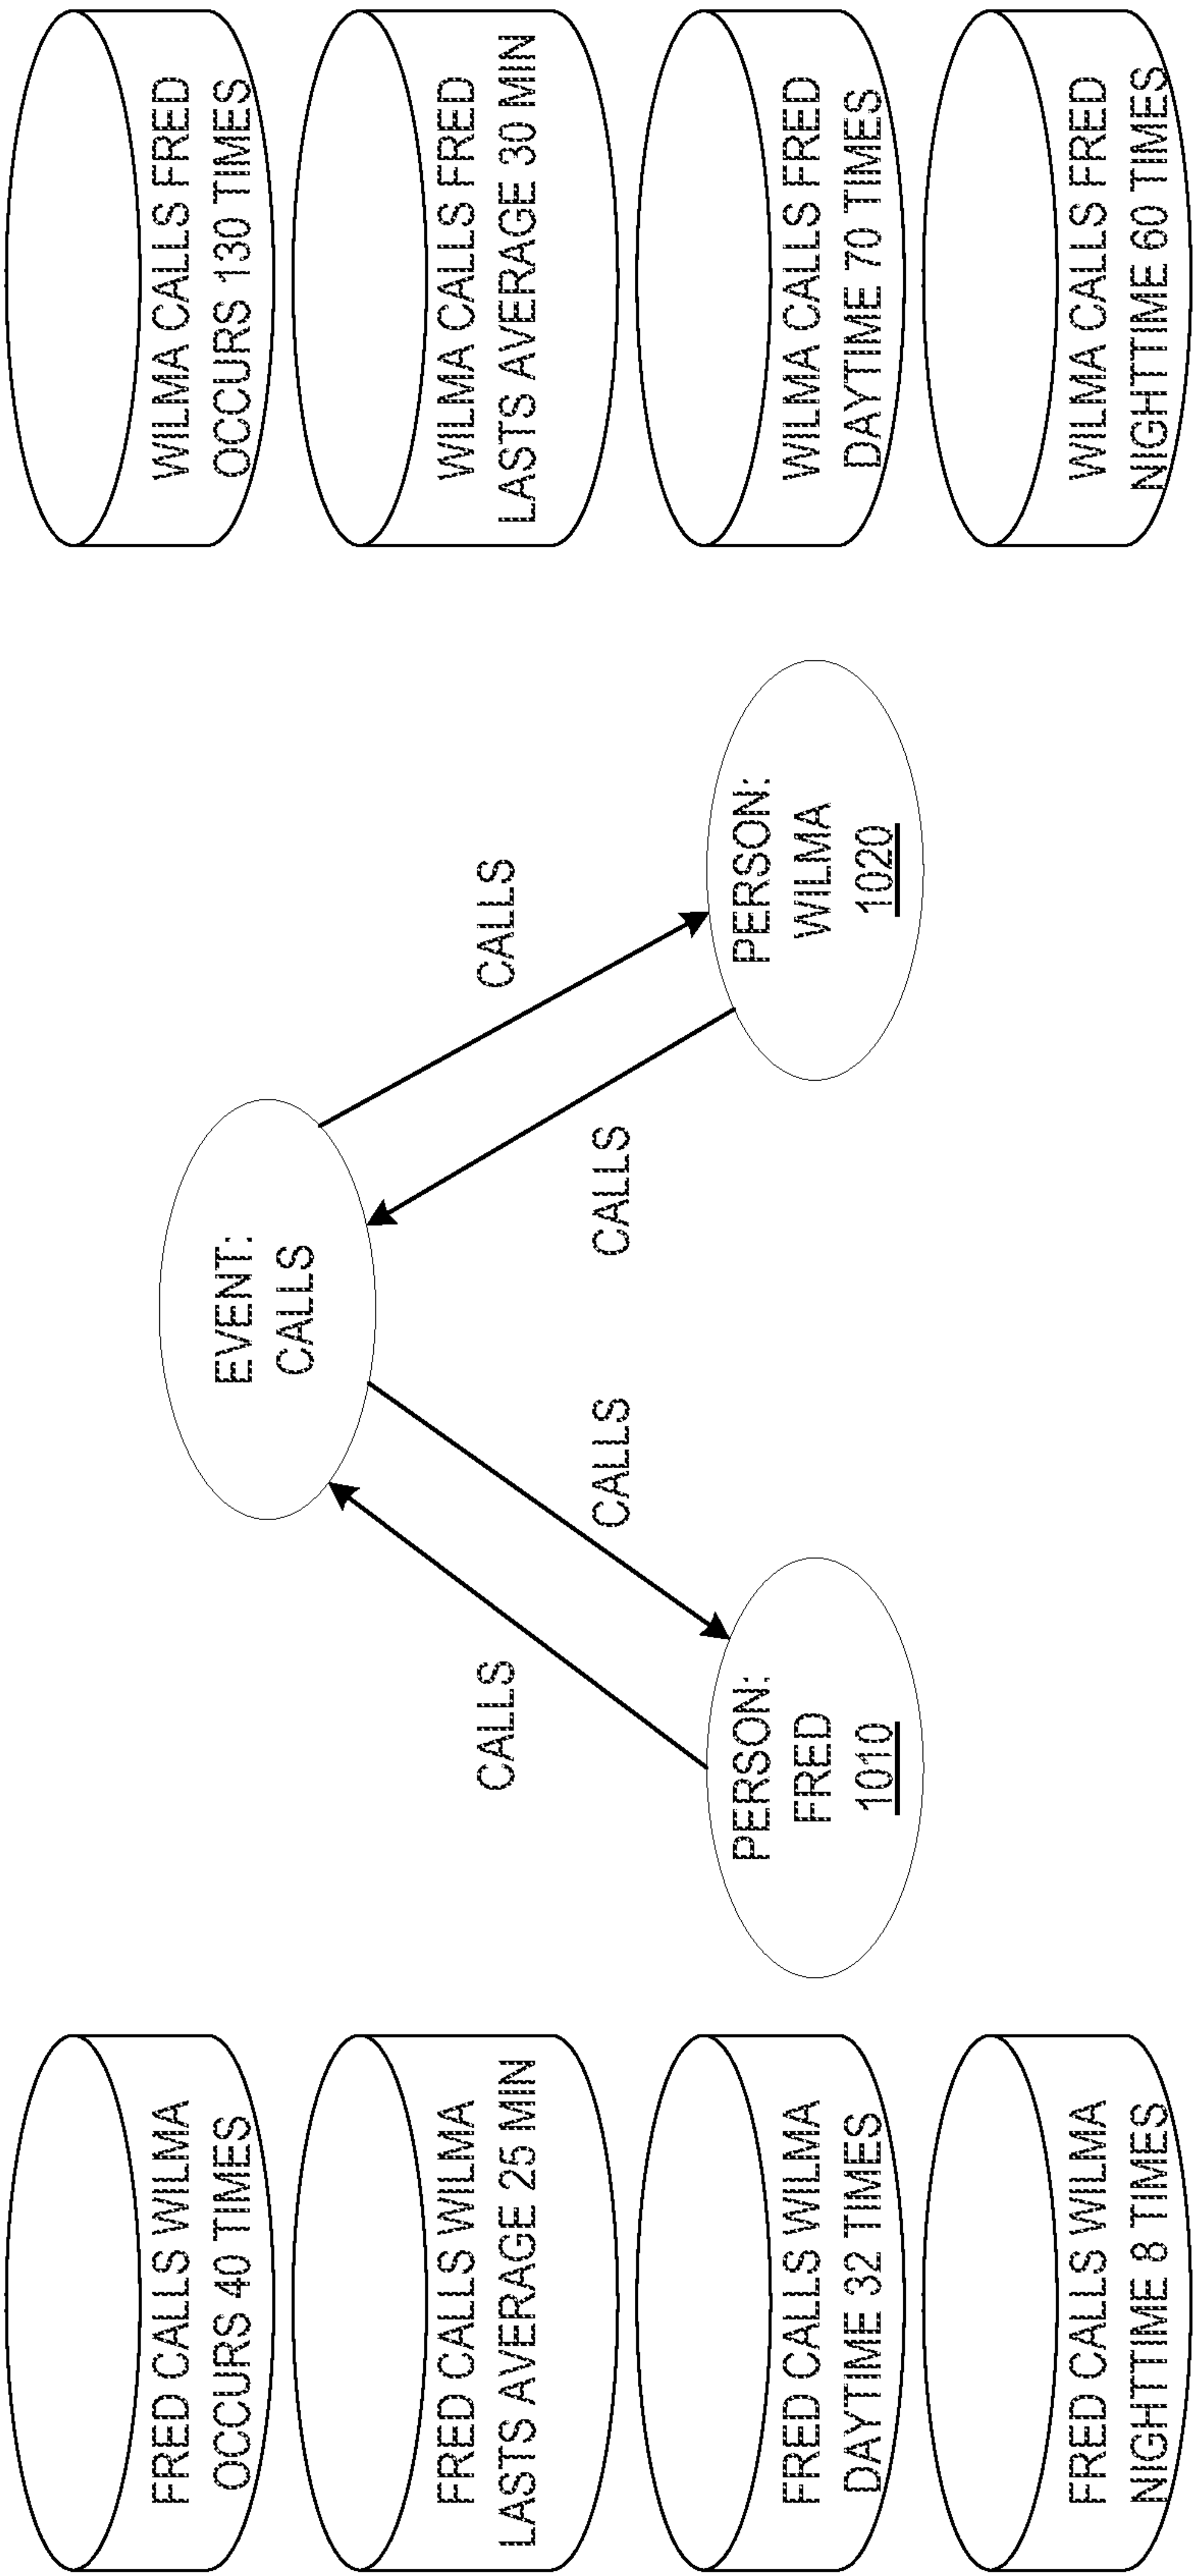 FRED CALLS WILMA
OCCURS 40 TIMES
FRED CALLS WILMA
LASTS AVERAGE 25 MIN
FRED CALLS WILMA
DAYTIME 32 TIMES
FRED CALLS WILMA
NIGHTTIME 8 TIMES
EVENT:
CALLS
CALLS
CALLS
CALLS
CALLS
PERSON:
FRED
1010
PERSON:
WILMA
1020
WILMA CALLS FRED
OCCURS 130 TIMES
WILMA CALLS FRED
LASTS AVERAGE 30 MIN
WILMA CALLS FRED
DAYTIME 70 TIMES
WILMA CALLS FRED
NIGHTTIME 60 TIMES